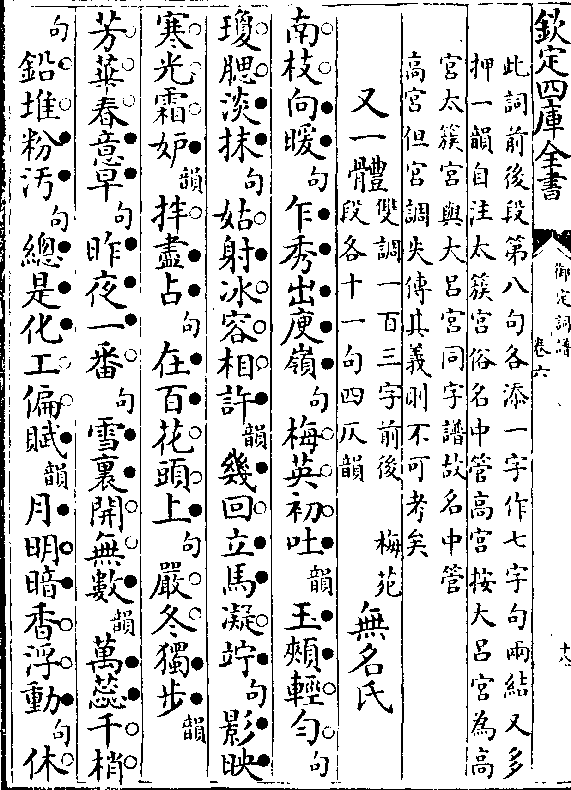 欽定四庫全書
御定詞譜 卷六 十八
此詞前後段第八句各添一字作七字句兩結又多
押一韻自注太簇宮俗名中管高宮按大呂宮為高
宮太簇宮與大呂宮同字譜故名中管
高宮但宮調失傳其義則不可考矣
又一體 雙調一百三字前後 梅苑 無名氏
段各十一句四仄韻
南枝向暖句乍秀出庾嶺句梅英初吐韻玉頰輕勻句
瓊腮淡抹句姑射冰容相許韻幾回立馬凝竚句影映
寒光霜妒韻拌盡占句在百花頭上句嚴冬獨步韻
芳華春意早句昨夜一番句雪裏開無數韻萬蕊千梢
句鉛堆粉汚句總是化工偏賦韻月明暗香浮動句休